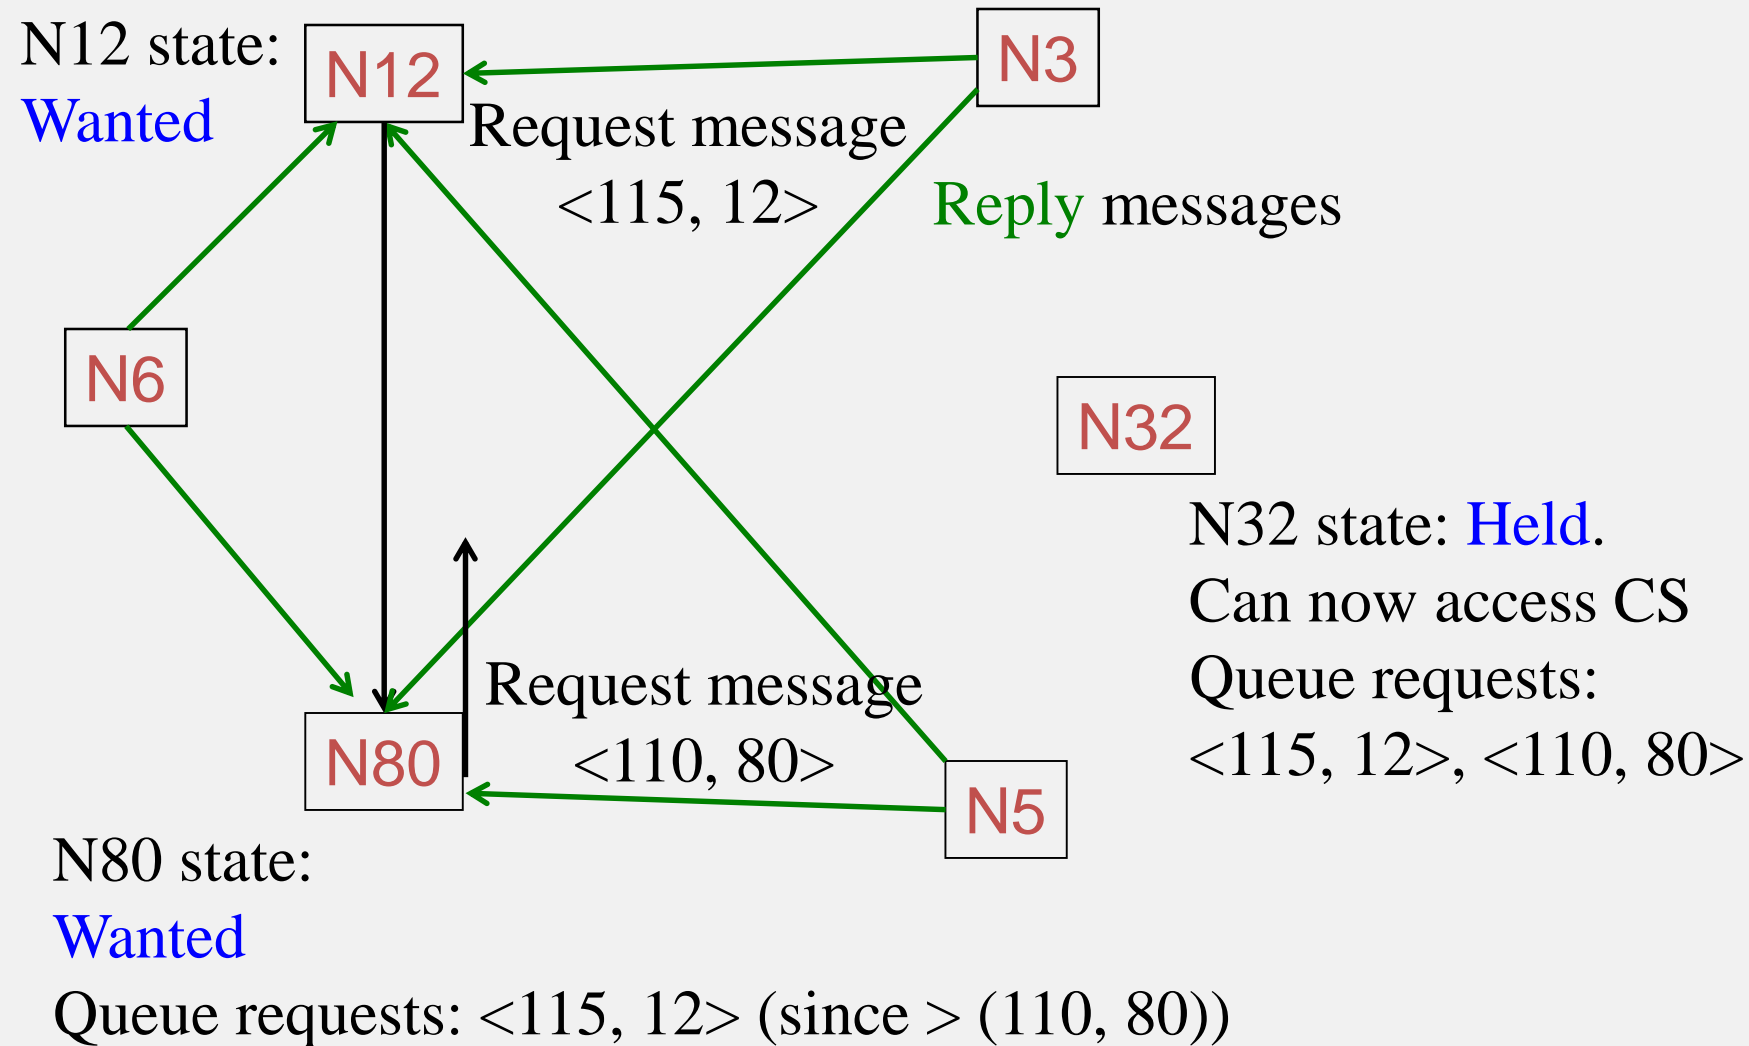 N12 state:
Wanted
N12
N3
Request message
<115, 12>
Reply messages
N6
N32
N32 state: Held.
Can now access CS
Queue requests:
<115, 12>, <110, 80>
Request message
<110, 80>
N80
N5
N80 state:
Wanted
Queue requests: <115, 12> (since > (110, 80))